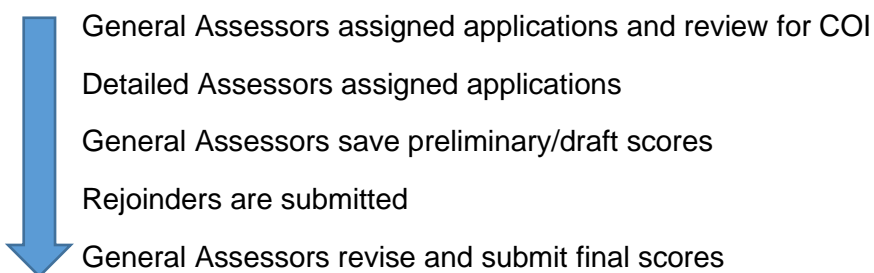 General Assessors assigned applications and review for COI
Detailed Assessors assigned applications
General Assessors save preliminary/draft scores
Rejoinders are submitted
General Assessors revise and submit final scores